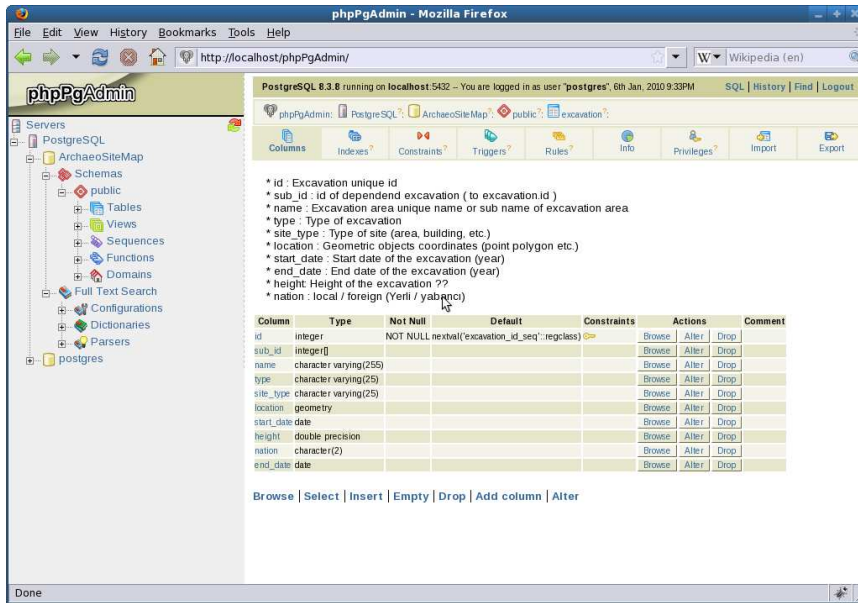 phpPgAdmin - Mozilla Firefox
File Edit View History Bookmarks Tools Help
http://localhost/phpPgAdmin/ W Wikipedia (en)
phpPgAdmin
Servers
PostgreSQL
ArchaeoSiteMap
Schemas
public
Tables
Views
Sequences
Functions
Domains
Full Text Search
Configurations
Dictionaries
Parsers
postgres
PostgreSQL 8.3.8 running on localhost:5432 -- You are logged in as user "postgres", 6th Jan, 2010 9:33PM SQL | History | Find | Logout
phpPgAdmin: PostgreSQL?: ArchaeoSiteMap?: public?: excavation?:
Columns Indexes? Constraints? Triggers? Rules? Info Privileges? Import Export
* id : Excavation unique id
* sub_id : id of dependend excavation ( to excavation.id )
* name : Excavation area unique name or sub name of excavation area
* type : Type of excavation
* site_type : Type of site (area, building, etc.)
* location : Geometric objects coordinates (point polygon etc.)
* start_date : Start date of the excavation (year)
* end_date : End date of the excavation (year)
* height: Height of the excavation ??
* nation : local / foreign (Yerli / yabancı)
Column Type Not Null Default Constraints Actions Comment
id integer NOT NULL nextval('excavation_id_seq'::regclass) Browse Alter Drop
sub_id integer[] Browse Alter Drop
name character varying(255) Browse Alter Drop
type character varying(25) Browse Alter Drop
site_type character varying(25) Browse Alter Drop
location geometry Browse Alter Drop
start_date date Browse Alter Drop
height double precision Browse Alter Drop
nation character(2) Browse Alter Drop
end_date date Browse Alter Drop
Browse | Select | Insert | Empty | Drop | Add column | Alter
Done